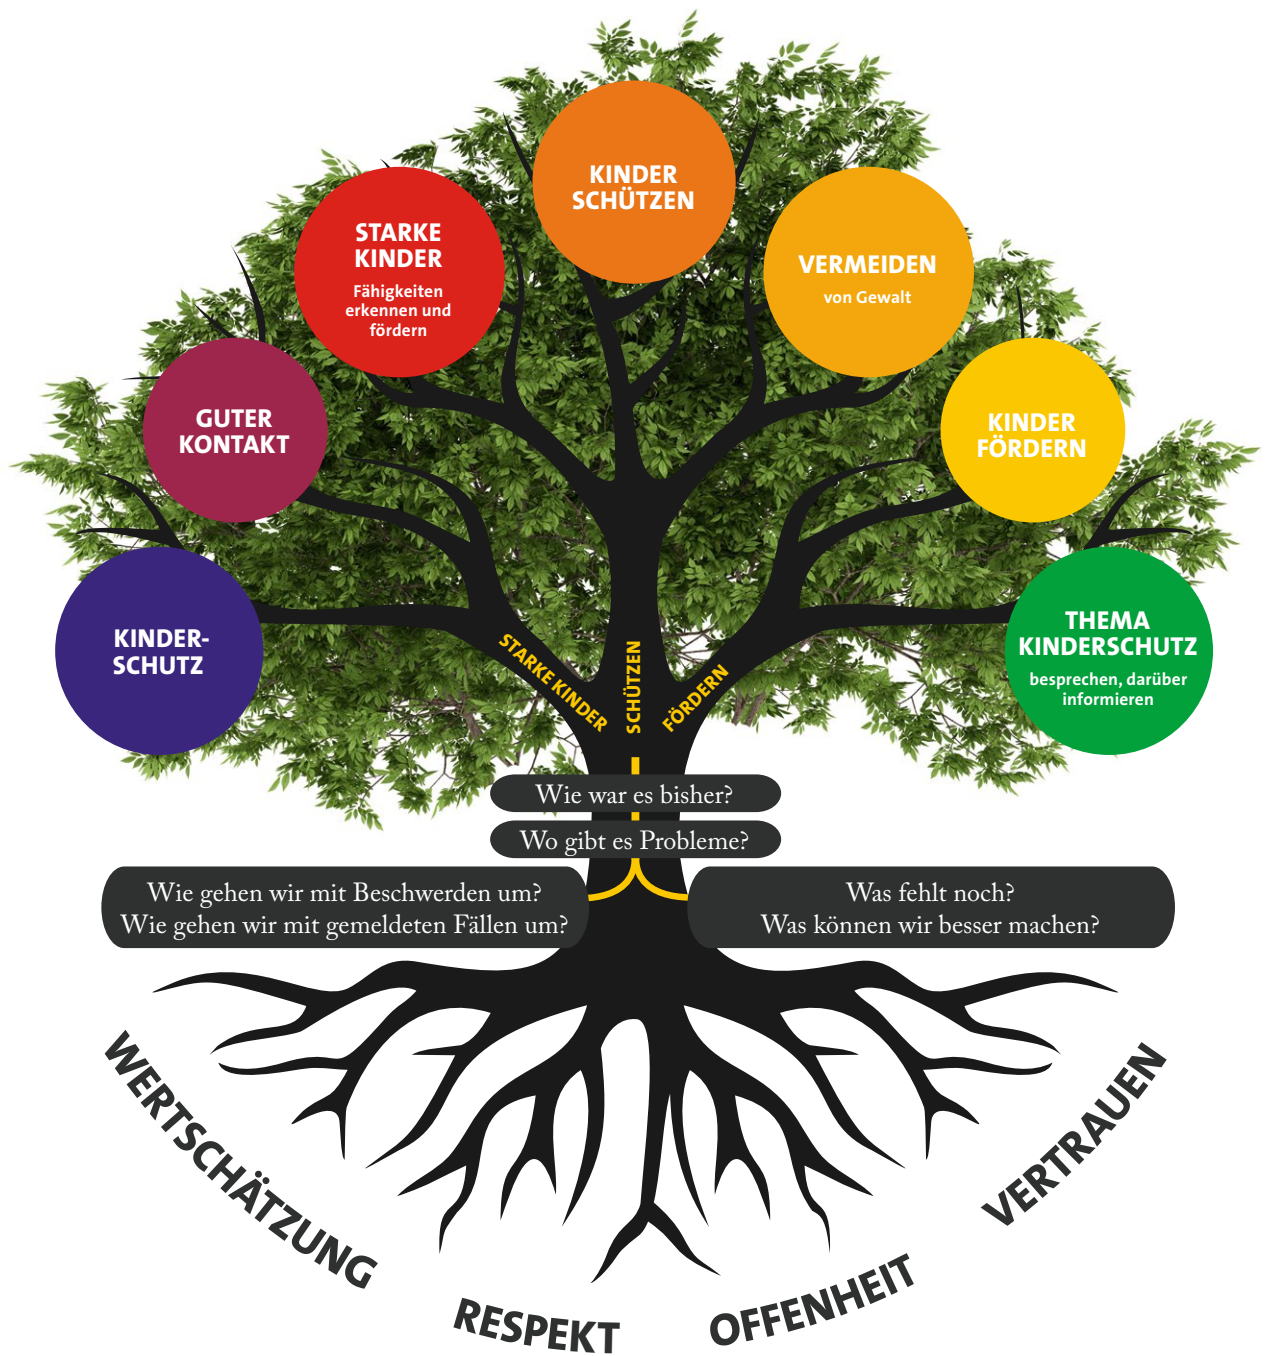 KINDER
SCHÜTZEN
STARKE
KINDER
Fähigkeiten
erkennen und
fördern
VERMEIDEN
von Gewalt
GUTER
KONTAKT
KINDER
FÖRDERN
KINDER-
SCHUTZ
THEMA
KINDERSCHUTZ
besprechen, darüber
informieren
STARKE KINDER
SCHÜTZEN
FÖRDERN
Wie war es bisher?
Wo gibt es Probleme?
Wie gehen wir mit Beschwerden um?
Wie gehen wir mit gemeldeten Fällen um?
Was fehlt noch?
Was können wir besser machen?
WERTSCHÄTZUNG
RESPEKT
OFFENHEIT
VERTRAUEN